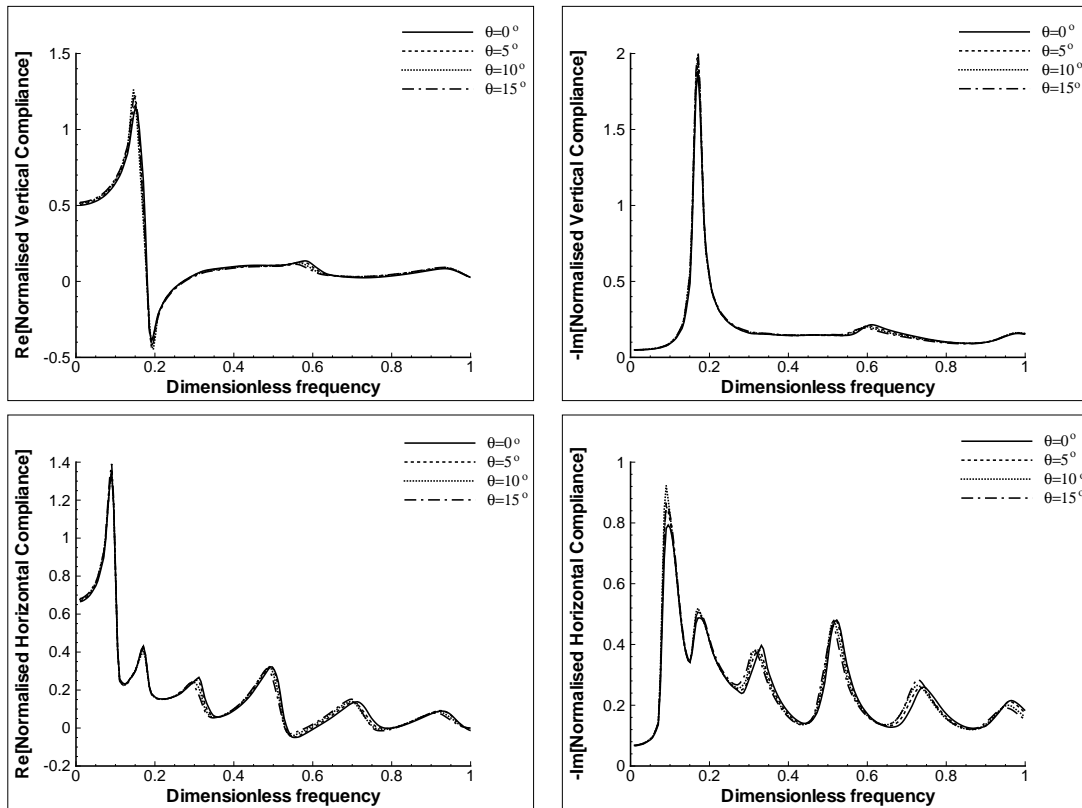 θ=0°
θ=5°
θ=10°
θ=15°
Re[Normalised Vertical Compliance]
1.5
1
0.5
0
-0.5
0
0.2
0.4
0.6
0.8
1
Dimensionless frequency
θ=0°
θ=5°
θ=10°
θ=15°
-Im[Normalised Vertical Compliance]
2
1.5
1
0.5
0
0
0.2
0.4
0.6
0.8
1
Dimensionless frequency
θ=0°
θ=5°
θ=10°
θ=15°
Re[Normalised Horizontal Compliance]
1.4
1.2
1
0.8
0.6
0.4
0.2
0
-0.2
0
0.2
0.4
0.6
0.8
1
Dimensionless frequency
θ=0°
θ=5°
θ=10°
θ=15°
-Im[Normalised Horizontal Compliance]
1
0.8
0.6
0.4
0.2
0
0
0.2
0.4
0.6
0.8
1
Dimensionless frequency